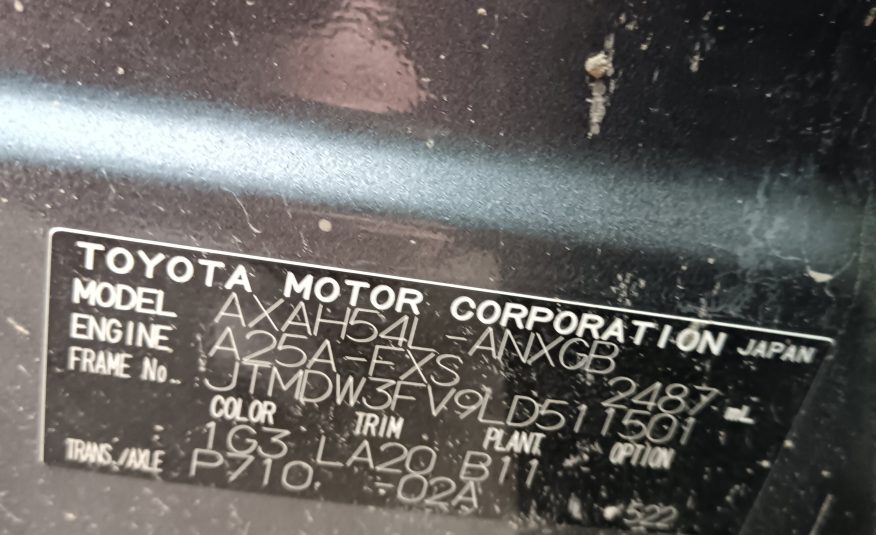 TOYOTA MOTOR CORPORATION JAPAN
MODEL AXAH54L-ANXGB
ENGINE A25A-FXS 2487 mL
FRAME No. JTMDW3FV9LD511501
COLOR TRIM PLANT OPTION
1G3 LA20 B11
TRANS./AXLE P710 -02A
522